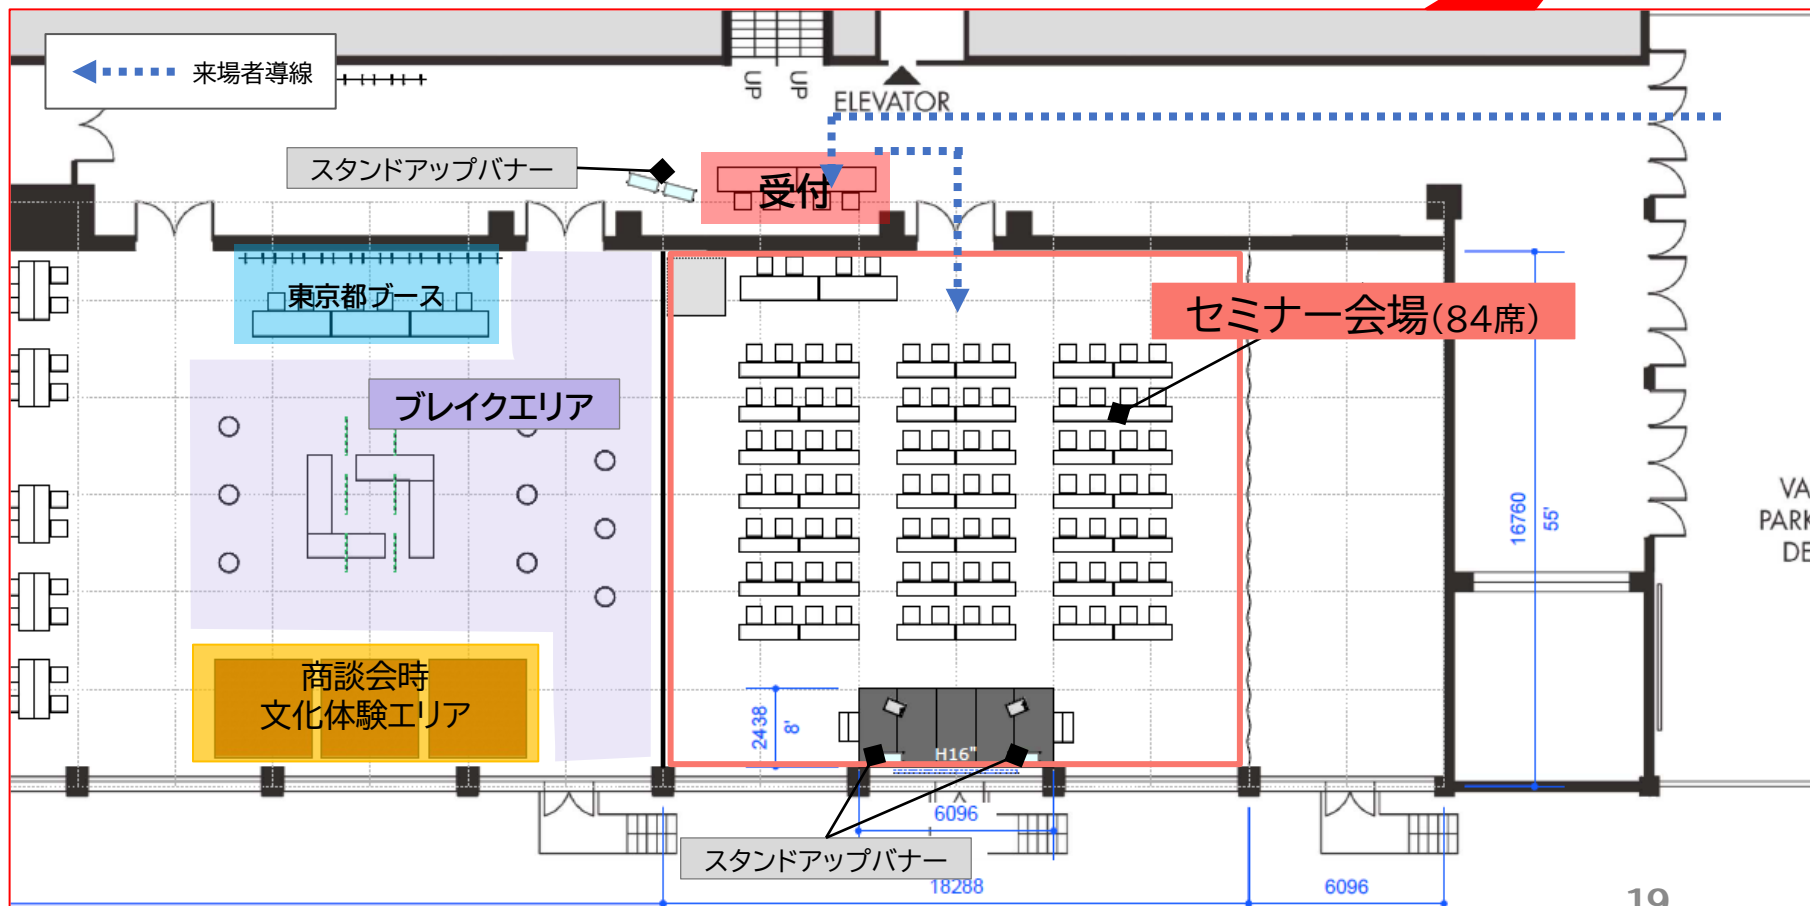 来場者導線
UP
UP
ELEVATOR
スタンドアップバナー
受付
東京都ブース
セミナー会場(84席)
ブレイクエリア
16760
55'
VA
PARK
DE
商談会時
文化体験エリア
2438
8'
H16"
6096
スタンドアップバナー
18288
6096
19